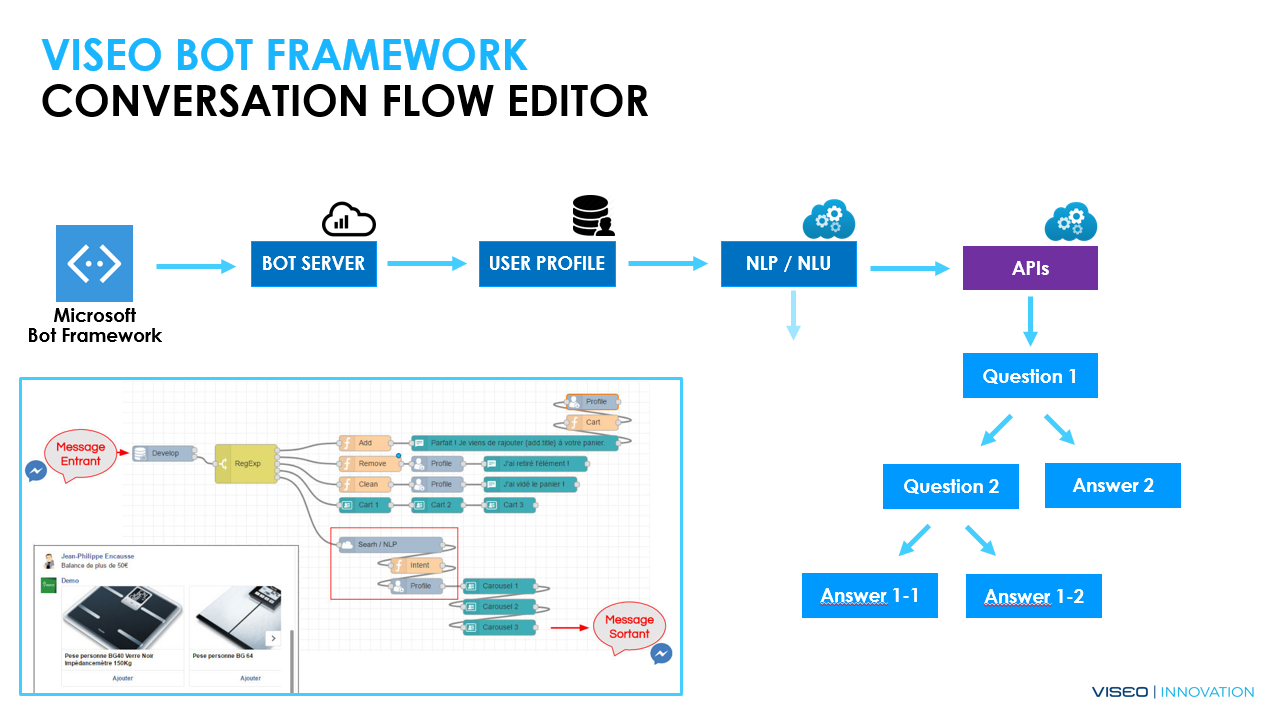 VISEO BOT FRAMEWORK
CONVERSATION FLOW EDITOR
BOT SERVER
USER PROFILE
NLP / NLU
APIs
Microsoft
Bot Framework
Question 1
Question 2
Answer 2
Answer 1-1
Answer 1-2
Message
Entrant
Develop
RegExp
Profile
Cart
Add
Parfait ! Je viens de rajouter {add.title} à votre panier
Remove
Profile
J'ai retiré l'élément !
Clean
Profile
J'ai vidé le panier !
Cart 1
Cart 2
Cart 3
Searh / NLP
Intent
Profile
Carousel 1
Carousel 2
Carousel 3
Message
Sortant
Jean-Philippe Encausse
Balance de plus de 50€
Demo
Pese personne BG40 Verre Noir
Impédancemètre 150Kg
Ajouter
Pese personne BG 64
Ajouter
VISEO | INNOVATION